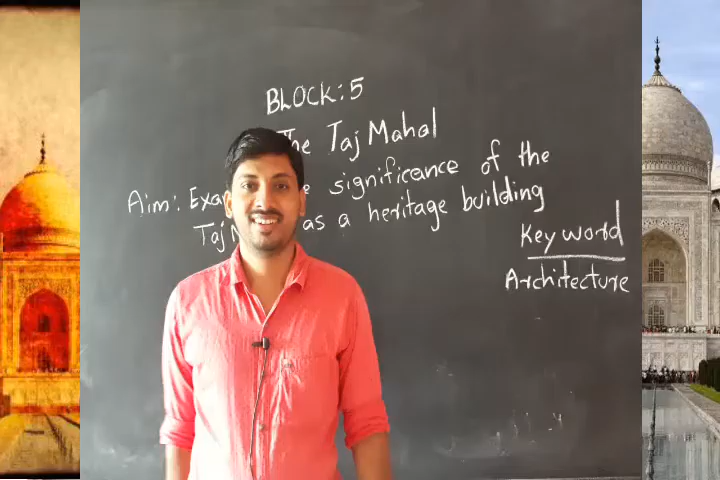 BLOCK: 5
The Taj Mahal
Aim: significance of the
as a heritage building
Keyword
Architecture